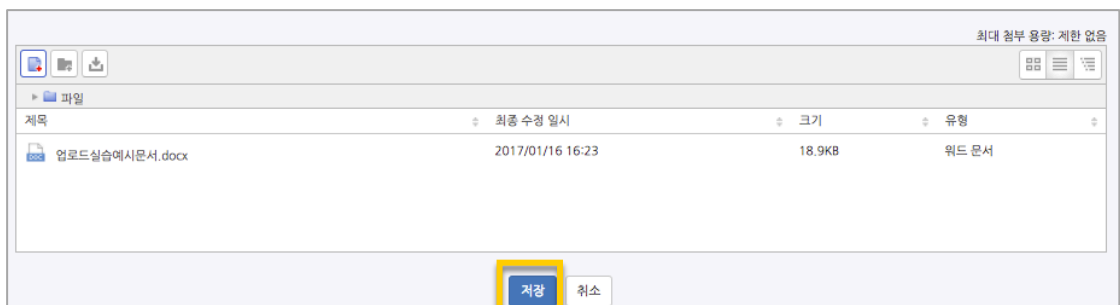 최대 첨부 용량: 제한 없음
파일
제목 최종 수정 일시 크기 유형
DOC 업로드실습예시문서.docx 2017/01/16 16:23 18.9KB 워드 문서
저장 취소